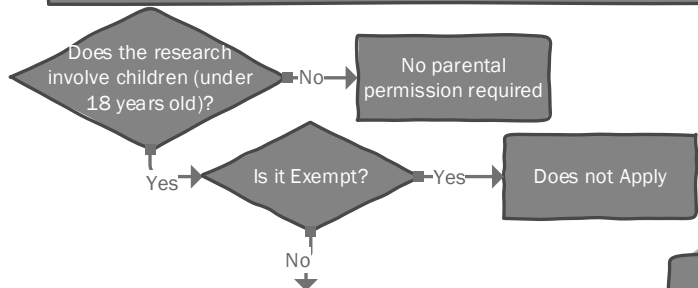 Does the research
involve children (under
18 years old)?
No
No parental
permission required
Yes
Is it Exempt?
Yes
Does not Apply
No